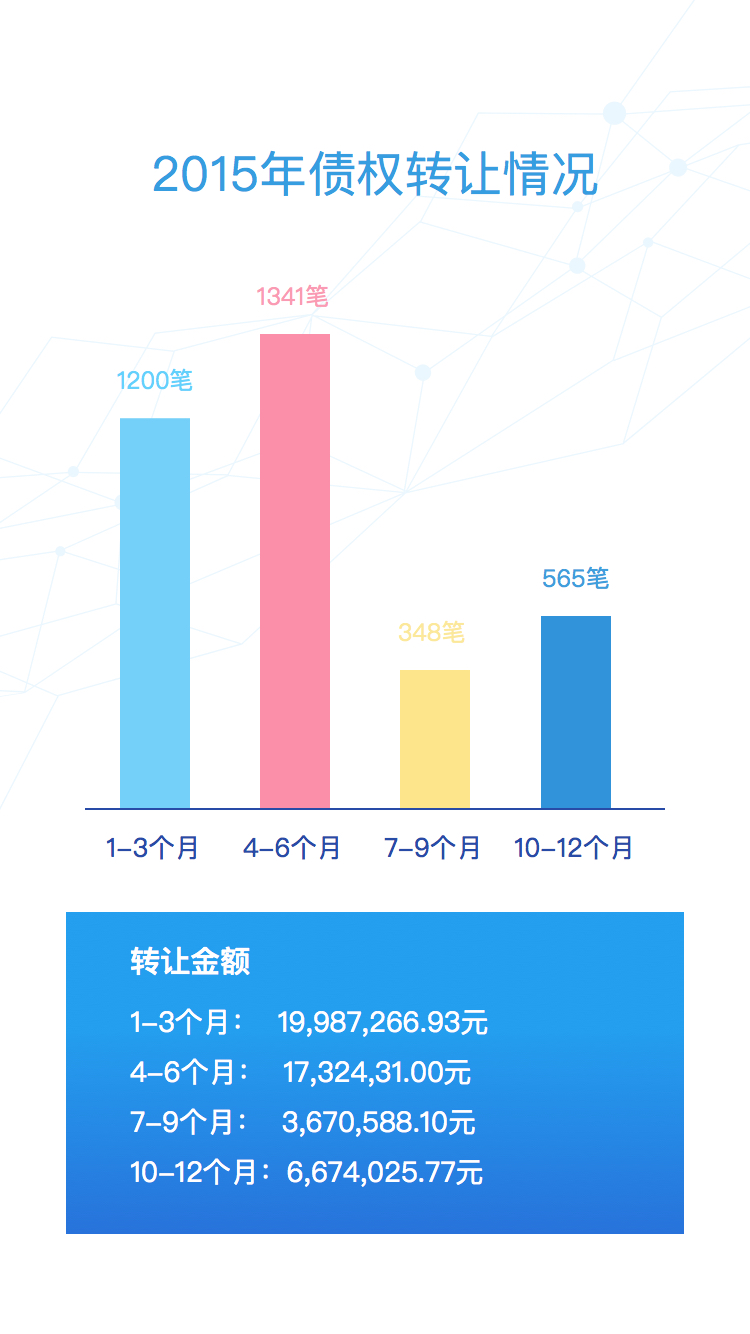 2015年债权转让情况
1341笔
1200笔
565笔
348笔
1–3个月
4–6个月
7–9个月
10–12个月
转让金额
1–3个月： 19,987,266.93元
4–6个月： 17,324,31.00元
7–9个月： 3,670,588.10元
10–12个月：6,674,025.77元